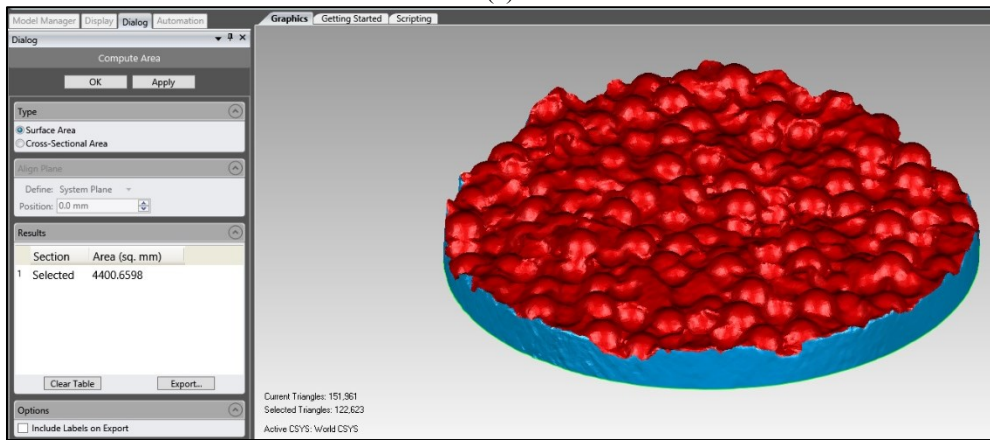 Model Manager Display Dialog Automation
Graphics Getting Started Scripting
Dialog
Compute Area
OK Apply
Type
Surface Area
Cross-Sectional Area
Align Plane
Define: System Plane
Position: 0.0 mm
Results
Section Area (sq. mm)
1 Selected 4400.6598
Clear Table Export...
Options
Include Labels on Export
Current Triangles: 151,961
Selected Triangles: 122,623
Active CSYS: World CSYS